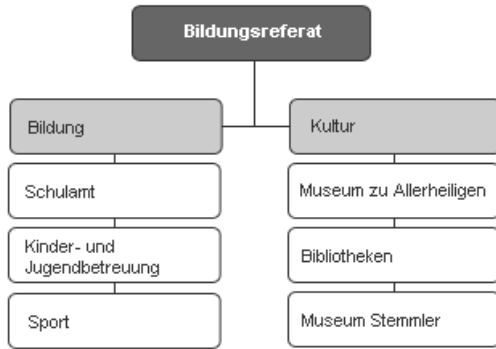 Bildungsreferat
Bildung
Schulamt
Kinder- und
Jugendbetreuung
Sport
Kultur
Museum zu Allerheiligen
Bibliotheken
Museum Stemmler